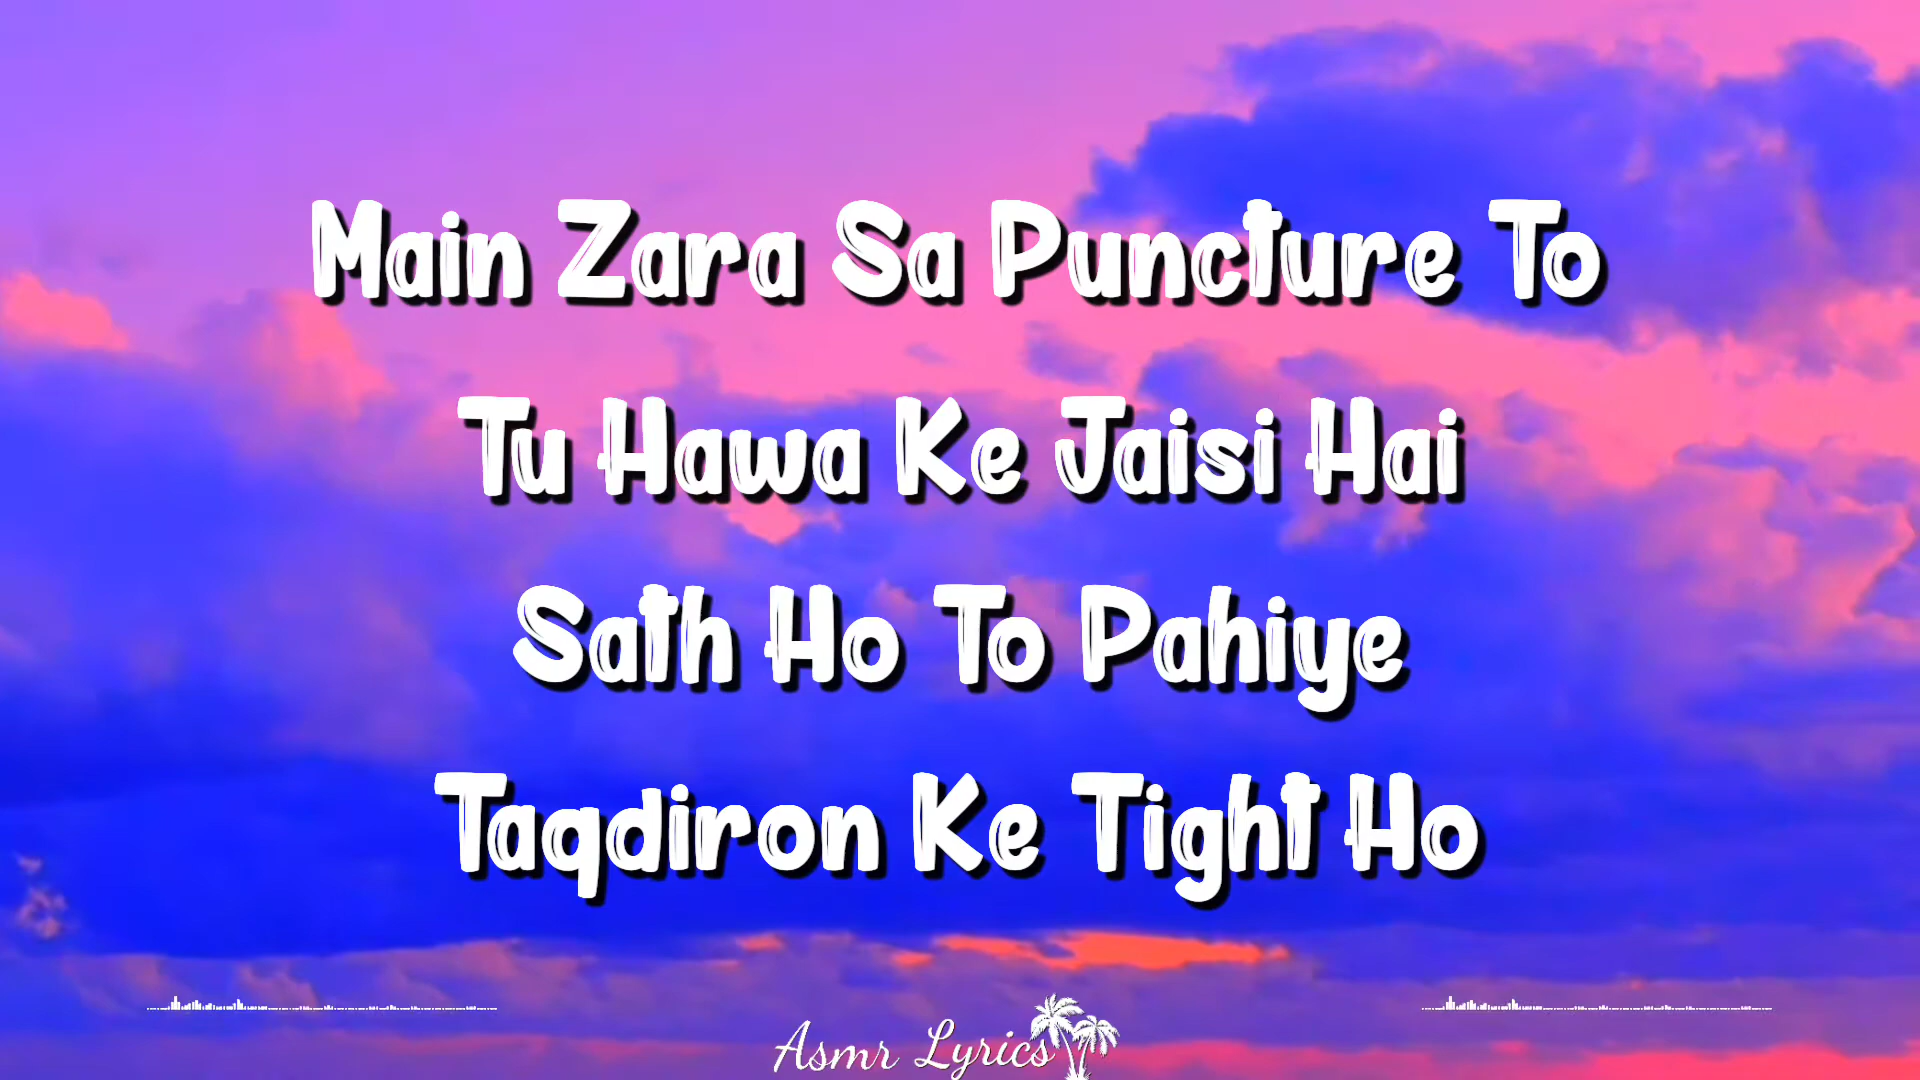 Main Zara Sa Puncture To
Tu Hawa Ke Jaisi Hai
Sath Ho To Pahiye
Taqdiron Ke Tight Ho
Asmr Lyrics